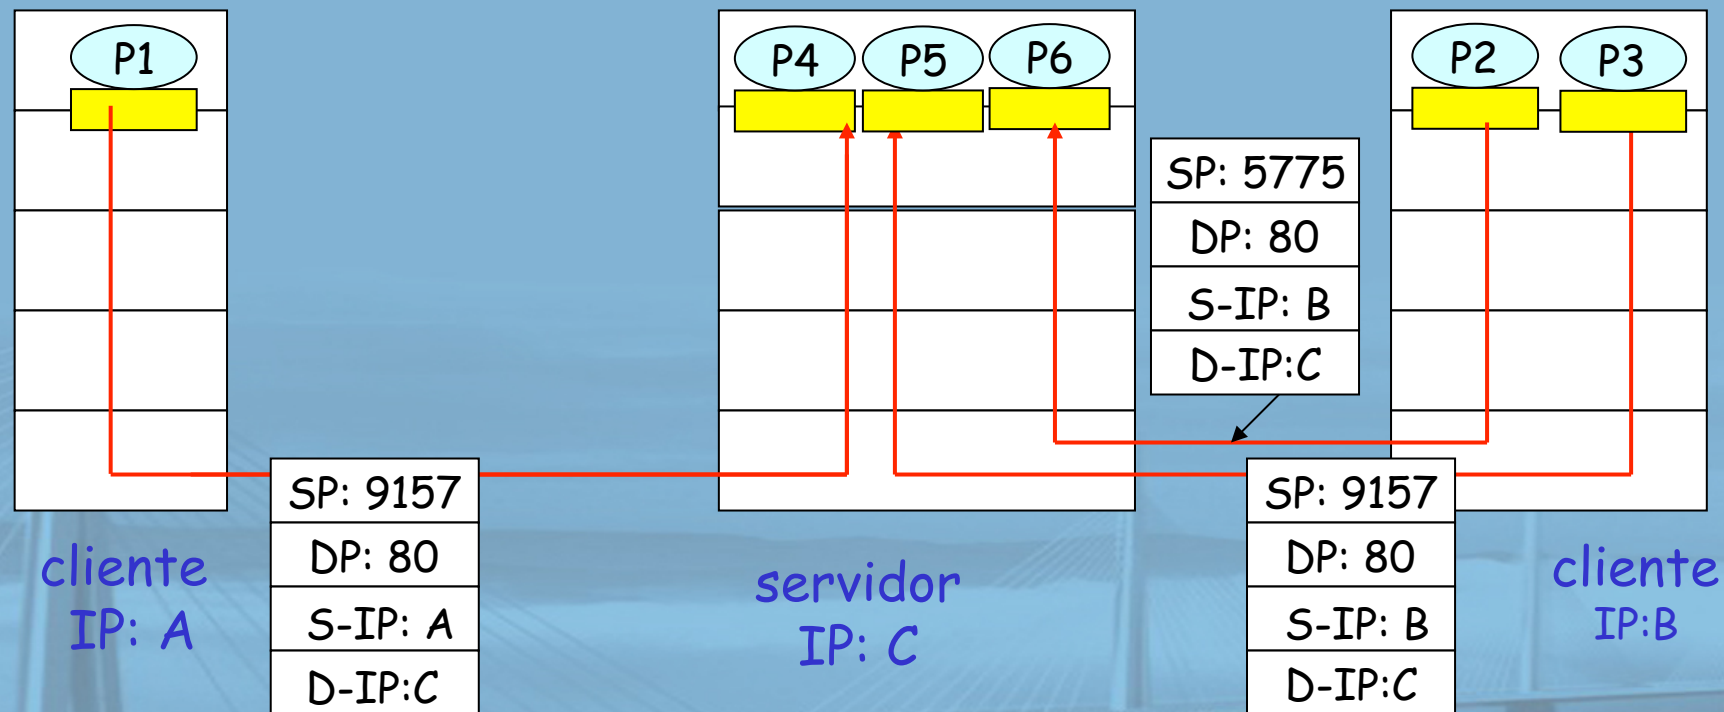 P1
P4
P5
P6
P2
P3
SP: 5775
DP: 80
S-IP: B
D-IP:C
SP: 9157
DP: 80
S-IP: A
D-IP:C
SP: 9157
DP: 80
S-IP: B
D-IP:C
cliente
IP: A
servidor
IP: C
cliente
IP:B